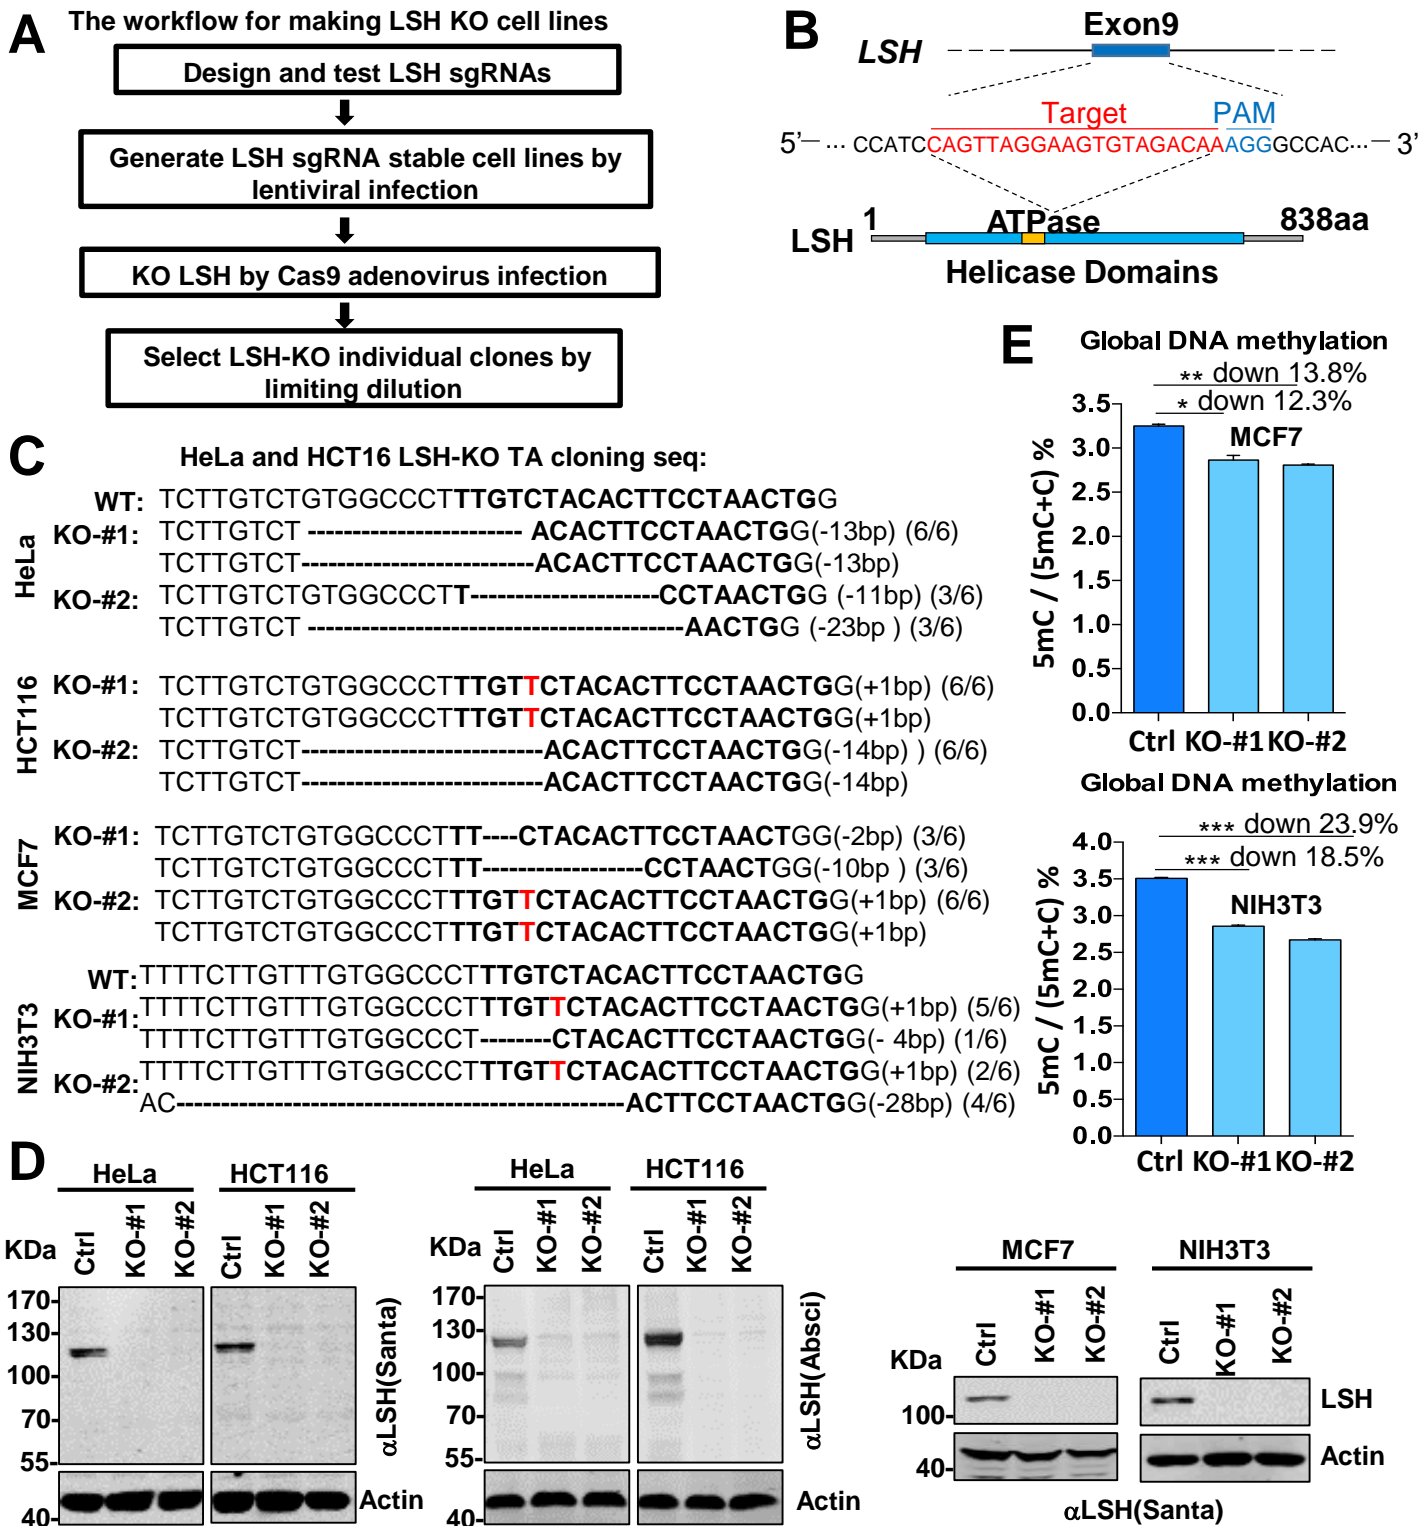 A
The workflow for making LSH KO cell lines
Design and test LSH sgRNAs
Generate LSH sgRNA stable cell lines by
lentiviral infection
KO LSH by Cas9 adenovirus infection
Select LSH-KO individual clones by
limiting dilution
B
Exon9
LSH
Target PAM
5'— ... CCATCCAGTTAGGAAGTGTAGACAAAGGGCCAC...— 3'
1 ATPase 838aa
LSH
Helicase Domains
C
HeLa and HCT16 LSH-KO TA cloning seq:
WT: TCTTGTCTGTGGCCCTTTGTCTACACTTCCTAACTGG
HeLa
KO-#1: TCTTGTCT------------------------ACACTTCCTAACTGG(-13bp) (6/6)
TCTTGTCT--------------------------ACACTTCCTAACTGG(-13bp)
KO-#2: TCTTGTCTGTGGCCCTT---------------------CCTAACTGG (-11bp) (3/6)
TCTTGTCT ------------------------------------------AACTGG (-23bp ) (3/6)
HCT116
KO-#1: TCTTGTCTGTGGCCCTTTGTTCTACACTTCCTAACTGG(+1bp) (6/6)
TCTTGTCTGTGGCCCTTTGTTCTACACTTCCTAACTGG(+1bp)
KO-#2: TCTTGTCT---------------------------ACACTTCCTAACTGG(-14bp) ) (6/6)
TCTTGTCT---------------------------ACACTTCCTAACTGG(-14bp)
MCF7
KO-#1: TCTTGTCTGTGGCCCTTT----CTACACTTCCTAACTGG(-2bp) (3/6)
TCTTGTCTGTGGCCCTTT------------------CCTAACTGG(-10bp ) (3/6)
KO-#2: TCTTGTCTGTGGCCCTTTGTTCTACACTTCCTAACTGG(+1bp) (6/6)
TCTTGTCTGTGGCCCTTTGTTCTACACTTCCTAACTGG(+1bp)
NIH3T3
WT: TTTTCTTGTTTGTGGCCCTTTGTCTACACTTCCTAACTGG
KO-#1: TTTTCTTGTTTGTGGCCCTTTGTTCTACACTTCCTAACTGG(+1bp) (5/6)
TTTTCTTGTTTGTGGCCCT--------CTACACTTCCTAACTGG(- 4bp) (1/6)
KO-#2: TTTTCTTGTTTGTGGCCCTTTGTTCTACACTTCCTAACTGG(+1bp) (2/6)
AC--------------------------------------------------ACTTCCTAACTGG(-28bp) (4/6)
E
Global DNA methylation
** down 13.8%
* down 12.3%
MCF7
5mC / (5mC+C) %
3.5
3.0
2.5
2.0
1.5
1.0
0.5
0.0
Ctrl KO-#1 KO-#2
Global DNA methylation
*** down 23.9%
*** down 18.5%
NIH3T3
5mC / (5mC+C) %
4.0
3.5
3.0
2.5
2.0
1.5
1.0
0.5
0.0
Ctrl KO-#1 KO-#2
D
HeLa HCT116
KDa Ctrl KO-#1 KO-#2 Ctrl KO-#1 KO-#2
170
130
100
70
55
40
αLSH(Santa)
Actin
HeLa HCT116
KDa Ctrl KO-#1 KO-#2 Ctrl KO-#1 KO-#2
170
130
100
70
55
40
αLSH(Absci)
Actin
MCF7 NIH3T3
KDa Ctrl KO-#1 KO-#2 Ctrl KO-#1 KO-#2
100 LSH
40 Actin
αLSH(Santa)